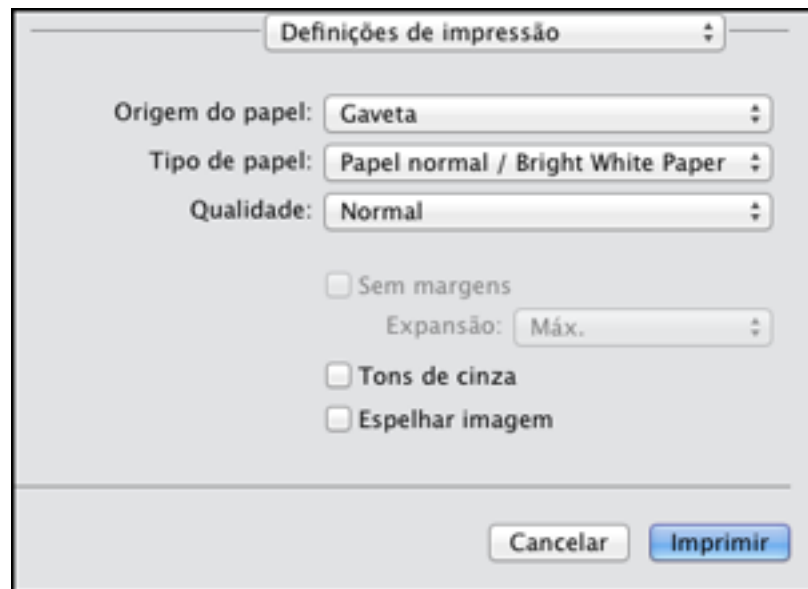 Definições de impressão
Origem do papel: Gaveta
Tipo de papel: Papel normal / Bright White Paper
Qualidade: Normal
Sem margens
Expansão: Máx.
Tons de cinza
Espelhar imagem
Cancelar Imprimir